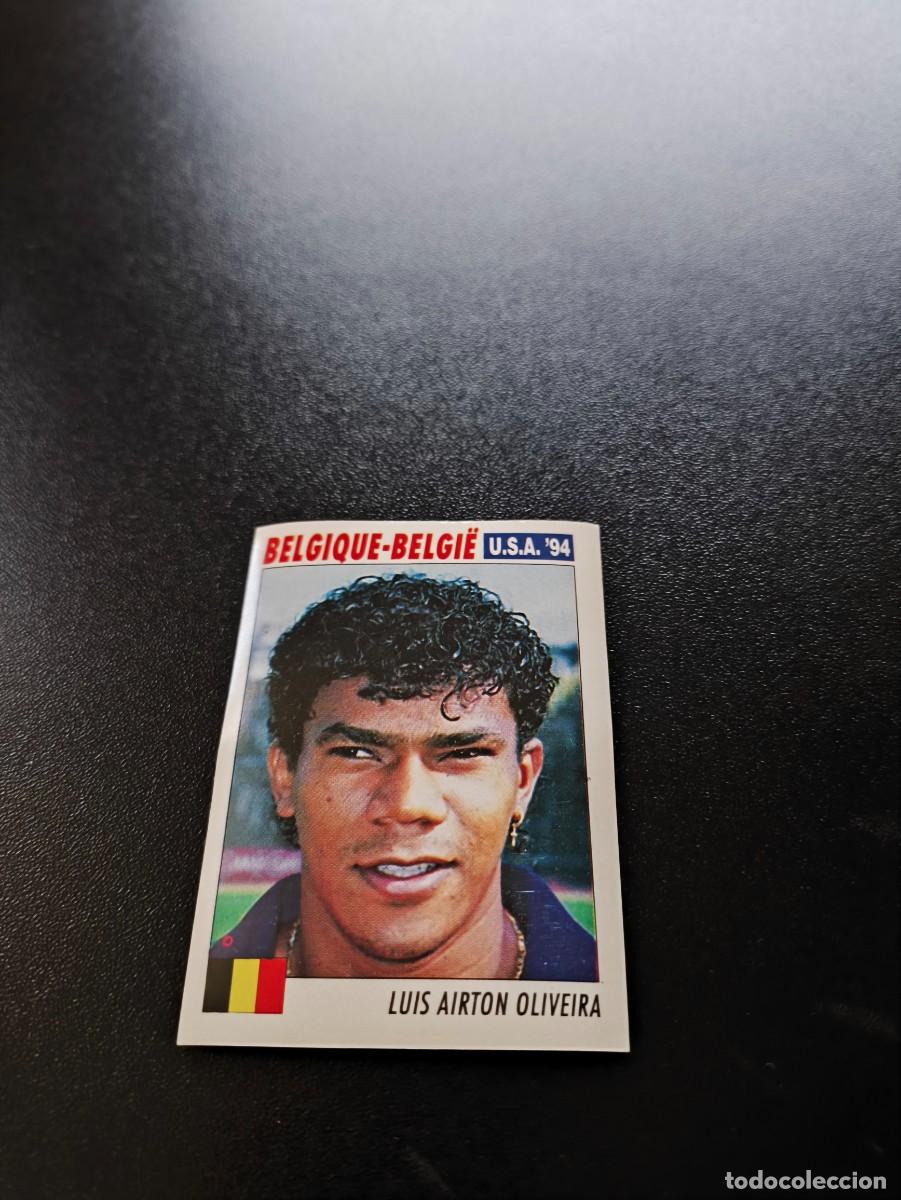 BELGIQUE-BELGIË U.S.A. '94
LUIS AIRTON OLIVEIRA
todocoleccion